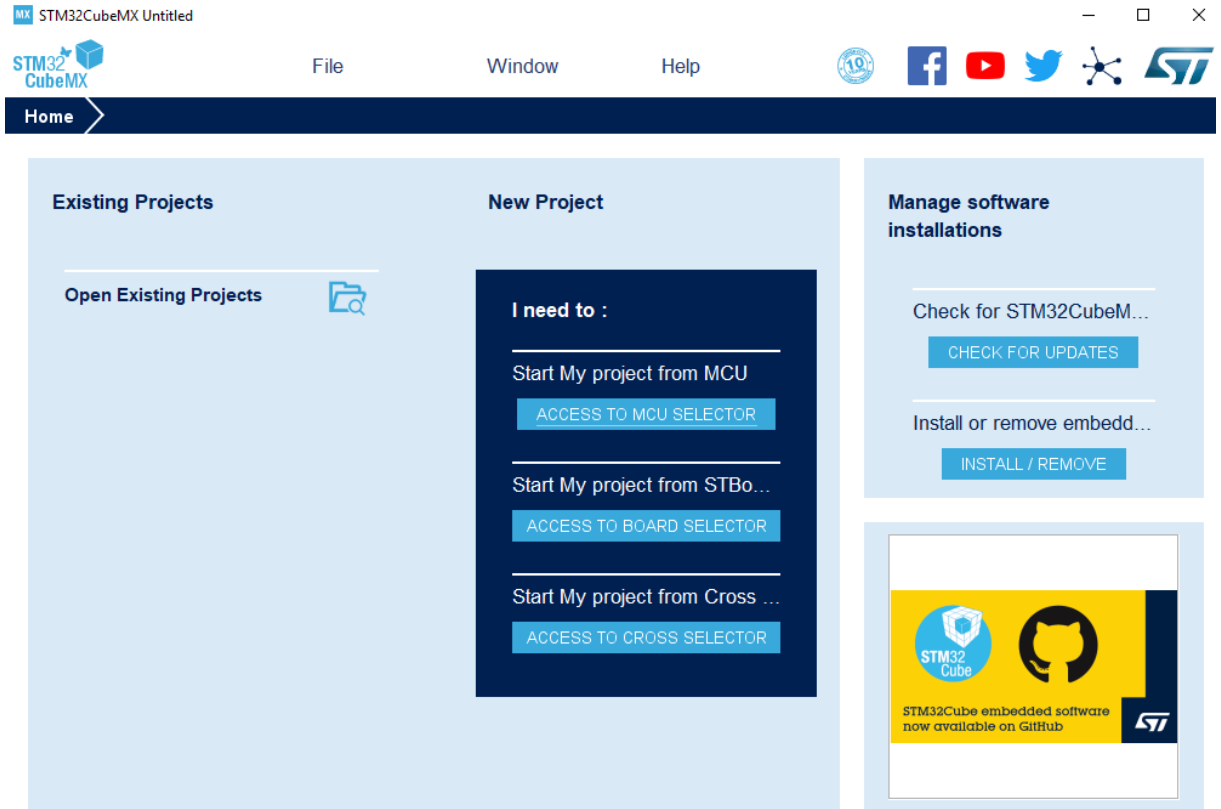 MX STM32CubeMX Untitled
STM32
CubeMX
File
Window
Help
10
Home
Existing Projects
Open Existing Projects
New Project
I need to :
Start My project from MCU
ACCESS TO MCU SELECTOR
Start My project from STBo...
ACCESS TO BOARD SELECTOR
Start My project from Cross ...
ACCESS TO CROSS SELECTOR
Manage software
installations
Check for STM32CubeM...
CHECK FOR UPDATES
Install or remove embedd...
INSTALL / REMOVE
STM32
Cube
STM32Cube embedded software
now available on GitHub